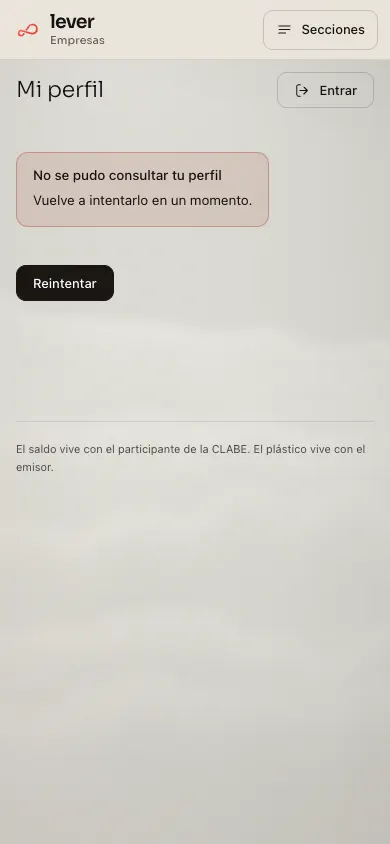 lever
Empresas
Secciones
Mi perfil
Entrar
No se pudo consultar tu perfil
Vuelve a intentarlo en un momento.
Reintentar
El saldo vive con el participante de la CLABE. El plástico vive con el
emisor.